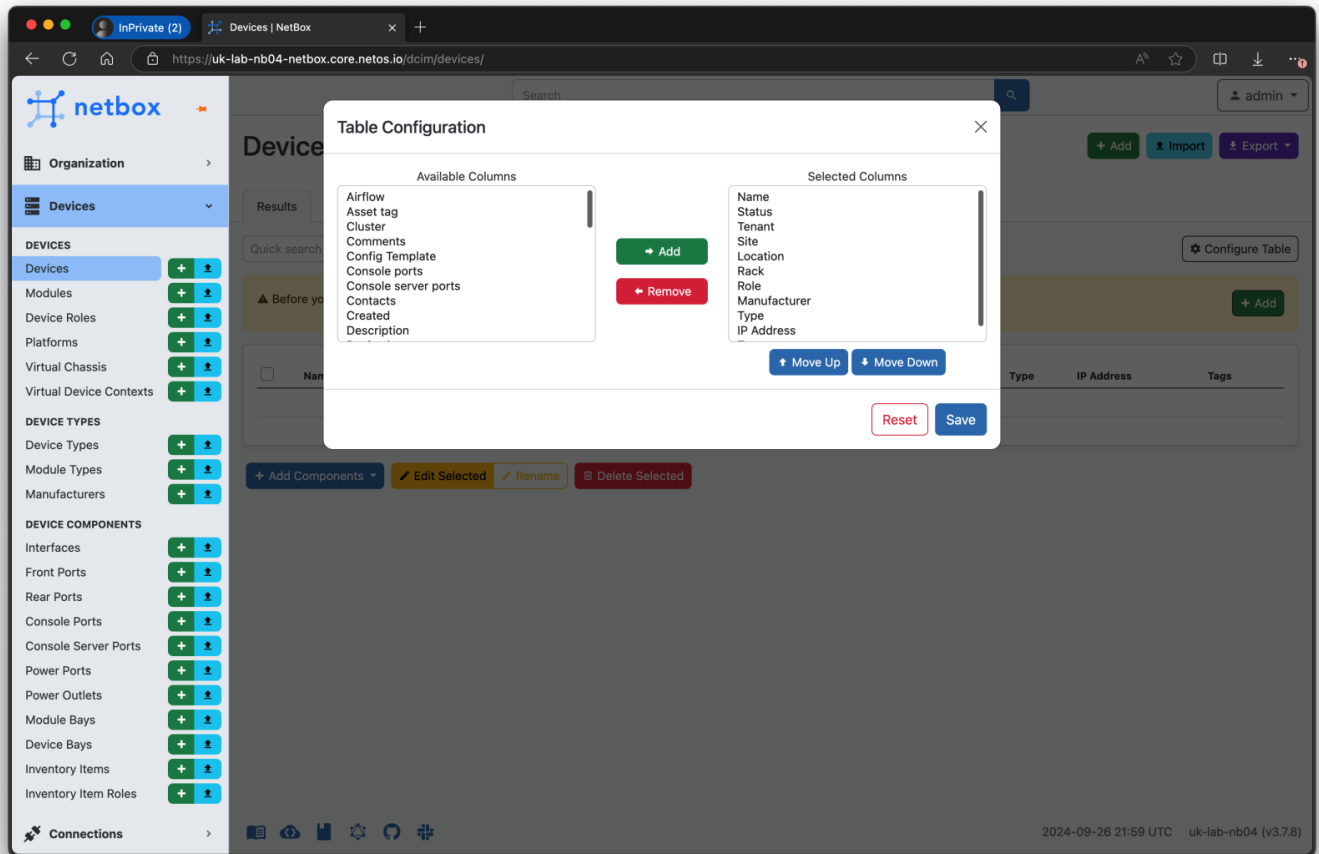 InPrivate (2)
Devices | NetBox
https://uk-lab-nb04-netbox.core.netos.io/dcim/devices/
netbox
Search
admin
Organization
Devices
DEVICES
Devices
Modules
Device Roles
Platforms
Virtual Chassis
Virtual Device Contexts
DEVICE TYPES
Device Types
Module Types
Manufacturers
DEVICE COMPONENTS
Interfaces
Front Ports
Rear Ports
Console Ports
Console Server Ports
Power Ports
Power Outlets
Module Bays
Device Bays
Inventory Items
Inventory Item Roles
Connections
Device
+ Add
Import
Export
Results
Quick search
Configure Table
Before yo
+ Add
Table Configuration
Available Columns
Airflow
Asset tag
Cluster
Comments
Config Template
Console ports
Console server ports
Contacts
Created
Description
Add
Remove
Selected Columns
Name
Status
Tenant
Site
Location
Rack
Role
Manufacturer
Type
IP Address
Move Up
Move Down
Reset
Save
Nam
Type
IP Address
Tags
+ Add Components
Edit Selected
Rename
Delete Selected
2024-09-26 21:59 UTC
uk-lab-nb04 (v3.7.8)